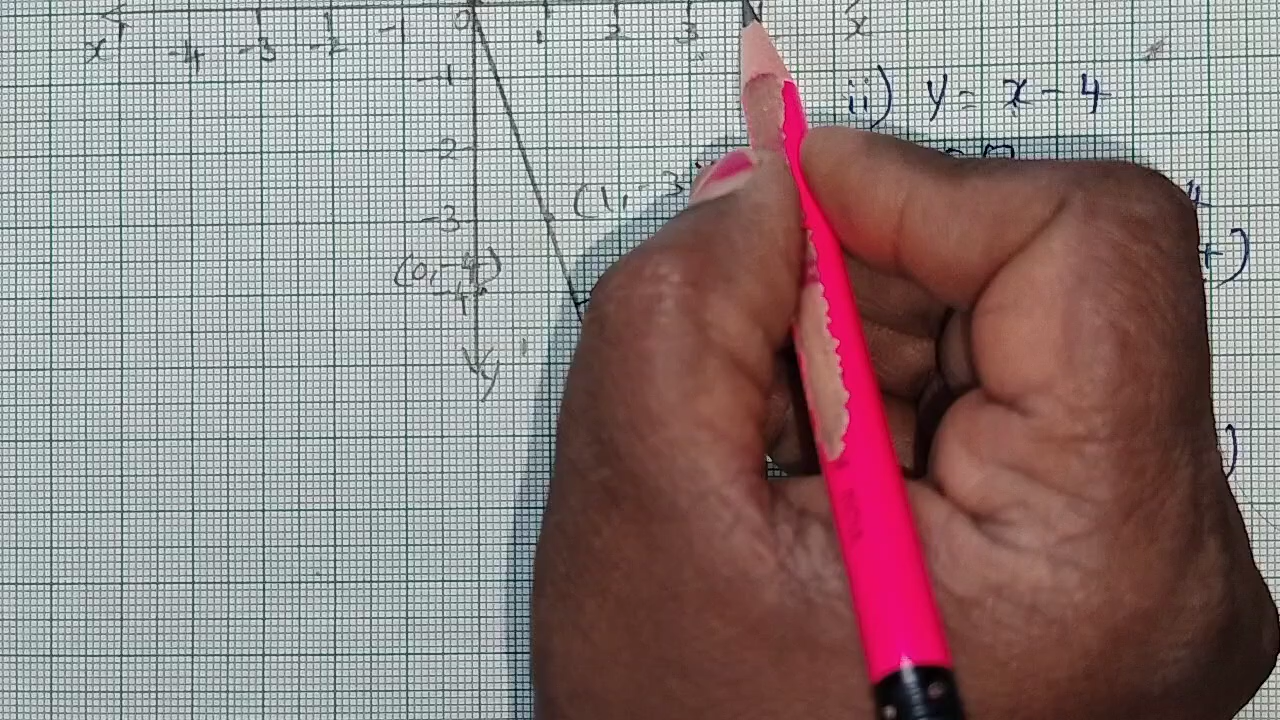 x' -4 -3 -2 -1 0 1 2 3 x
-1
ii) y = x - 4
-2
(1, -3
-3
(0, -4)
-4
y'